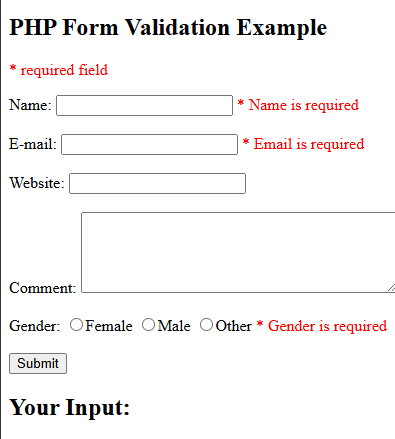 PHP Form Validation Example
* required field
Name: * Name is required
E-mail: * Email is required
Website:
Comment:
Gender: Female Male Other * Gender is required
Submit
Your Input: